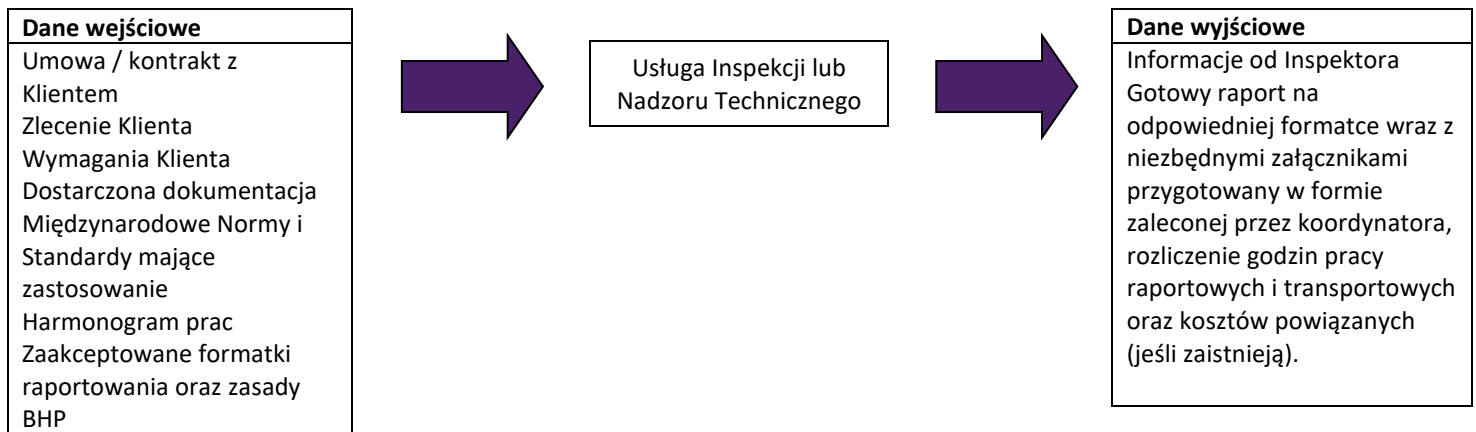 Dane wejściowe
Umowa / kontrakt z
Klientem
Zlecenie Klienta
Wymagania Klienta
Dostarczona dokumentacja
Międzynarodowe Normy i
Standardy mające
zastosowanie
Harmonogram prac
Zaakceptowane formatki
raportowania oraz zasady
BHP
Usługa Inspekcji lub
Nadzoru Technicznego
Dane wyjściowe
Informacje od Inspektora
Gotowy raport na
odpowiedniej formatce wraz z
niezbędnymi załącznikami
przygotowany w formie
zaleconej przez koordynatora,
rozliczenie godzin pracy
raportowych i transportowych
oraz kosztów powiązanych
(jeśli zaistnieją).